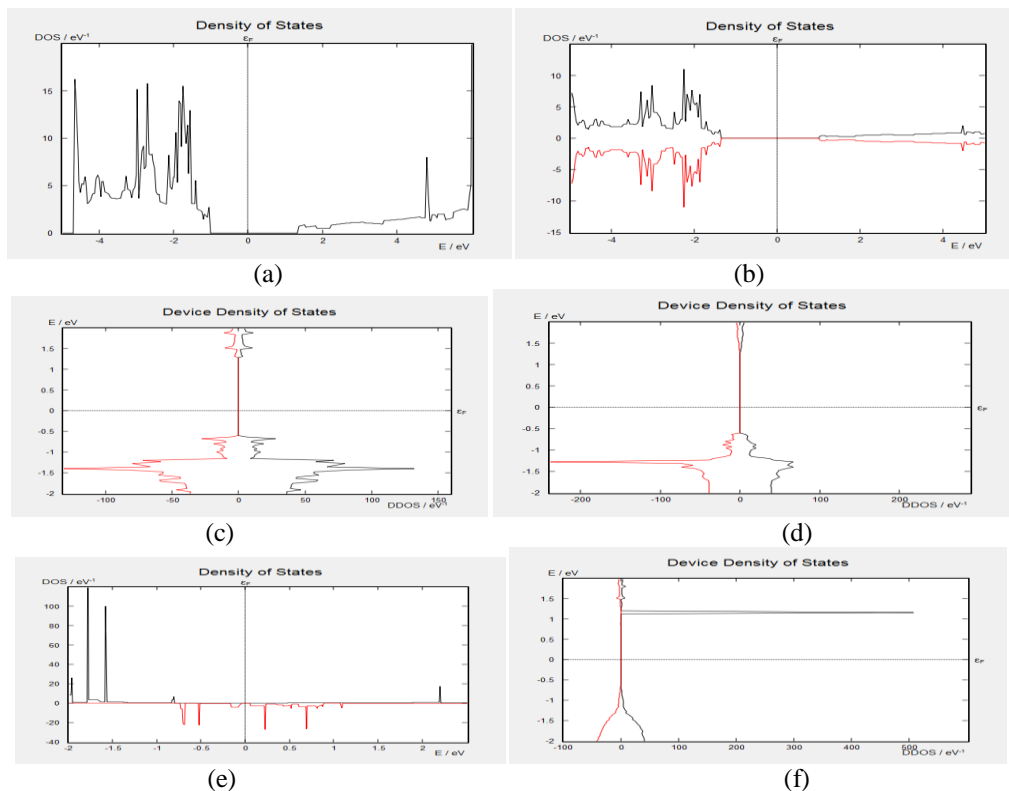 Density of States
DOS / eV⁻¹
εF
15
10
5
0
-4 -2 0 2 4
E / eV
(a)
Density of States
DOS / eV⁻¹
εF
10
5
0
-5
-10
-15
-4 -2 0 2 4
E / eV
(b)
Device Density of States
E / eV
1.5
1
0.5
0
εF
-0.5
-1
-1.5
-2
-100 -50 0 50 100 150
DDOS / eV⁻¹
(c)
Device Density of States
E / eV
1.5
1
0.5
0
εF
-0.5
-1
-1.5
-2
-200 -100 0 100 200
DDOS / eV⁻¹
(d)
Density of States
DOS / eV⁻¹
εF
100
80
60
40
20
0
-20
-40
-2 -1.5 -1 -0.5 0 0.5 1 1.5 2
E / eV
(e)
Device Density of States
E / eV
1.5
1
0.5
0
εF
-0.5
-1
-1.5
-2
-100 0 100 200 300 400 500
DDOS / eV⁻¹
(f)